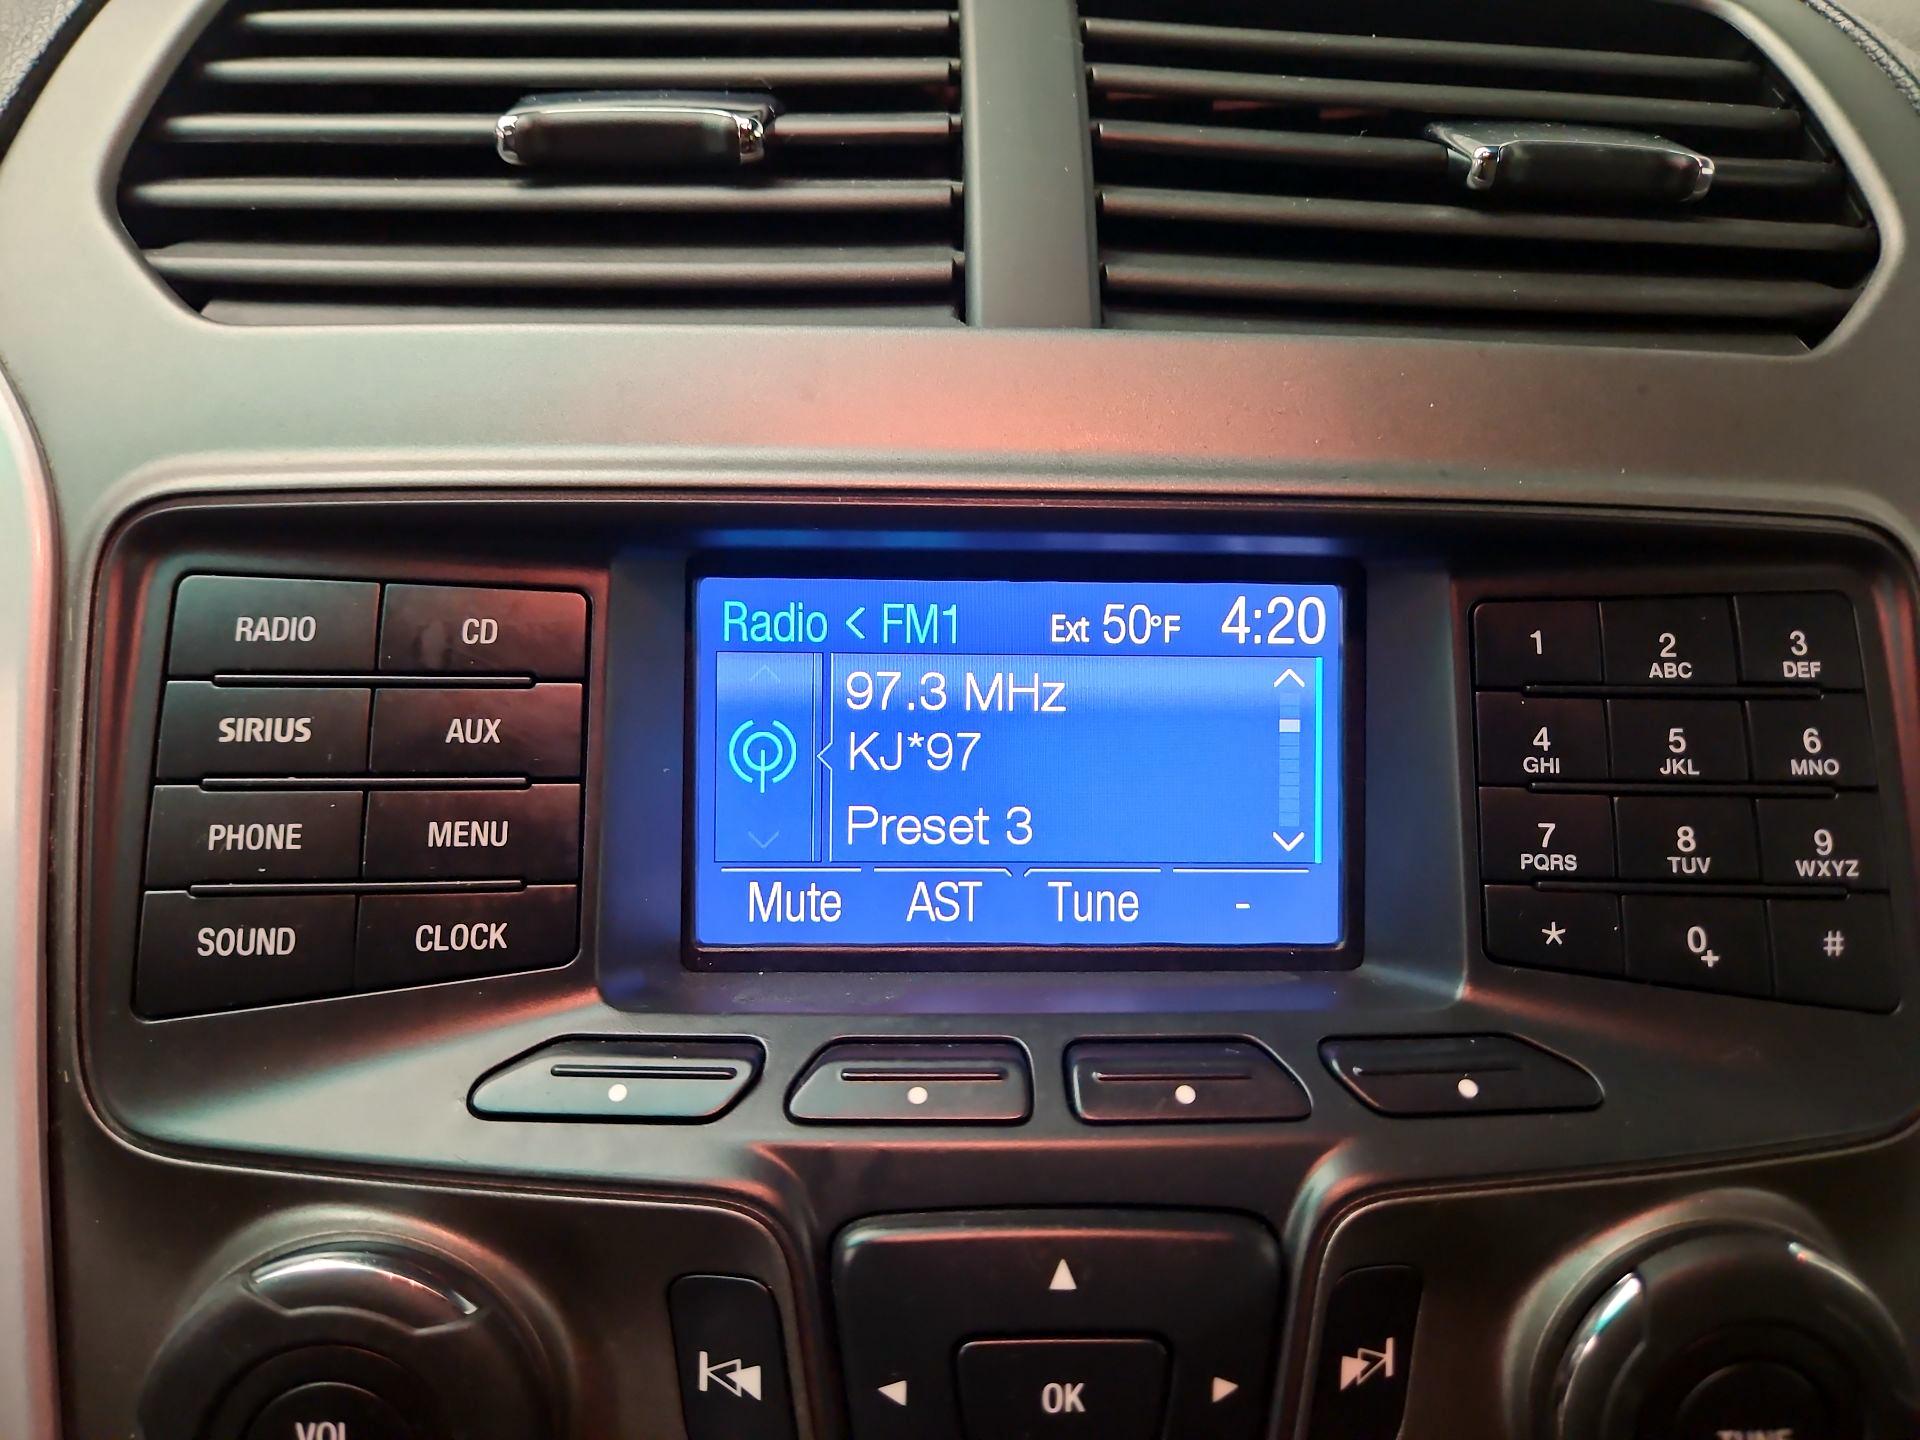 Radio < FM1 Ext 50°F 4:20
97.3 MHz
KJ*97
Preset 3
Mute AST Tune -
RADIO CD
SIRIUS AUX
PHONE MENU
SOUND CLOCK
1 2 ABC 3 DEF
4 GHI 5 JKL 6 MNO
7 PQRS 8 TUV 9 WXYZ
* 0+ #
OK
VOL
TUNE